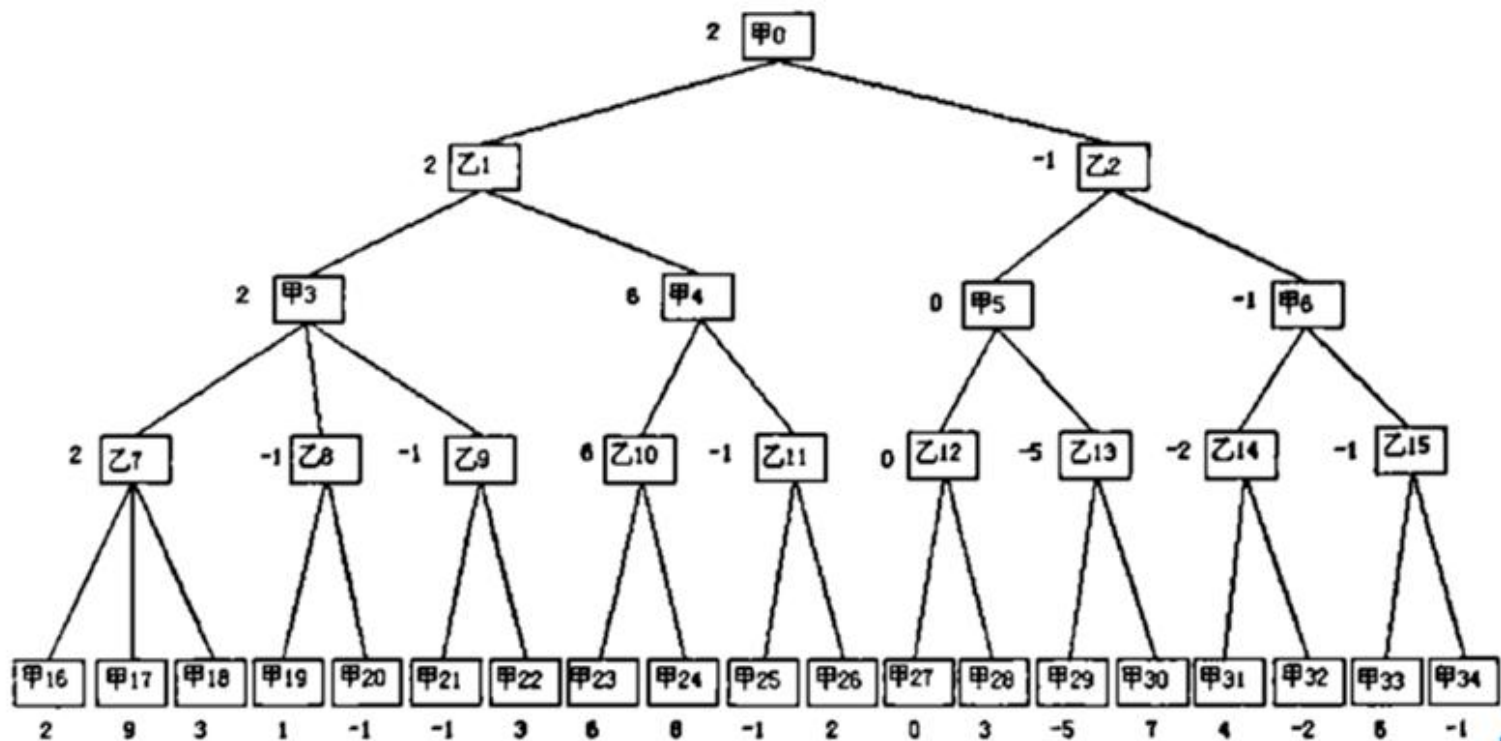 2 甲0
2 乙1 -1 乙2
2 甲3 6 甲4 0 甲5 -1 甲6
2 乙7 -1 乙8 -1 乙9 6 乙10 -1 乙11 0 乙12 -5 乙13 -2 乙14 -1 乙15
甲16 甲17 甲18 甲19 甲20 甲21 甲22 甲23 甲24 甲25 甲26 甲27 甲28 甲29 甲30 甲31 甲32 甲33 甲34
2 9 3 1 -1 -1 3 6 8 -1 2 0 3 -5 7 4 -2 5 -1